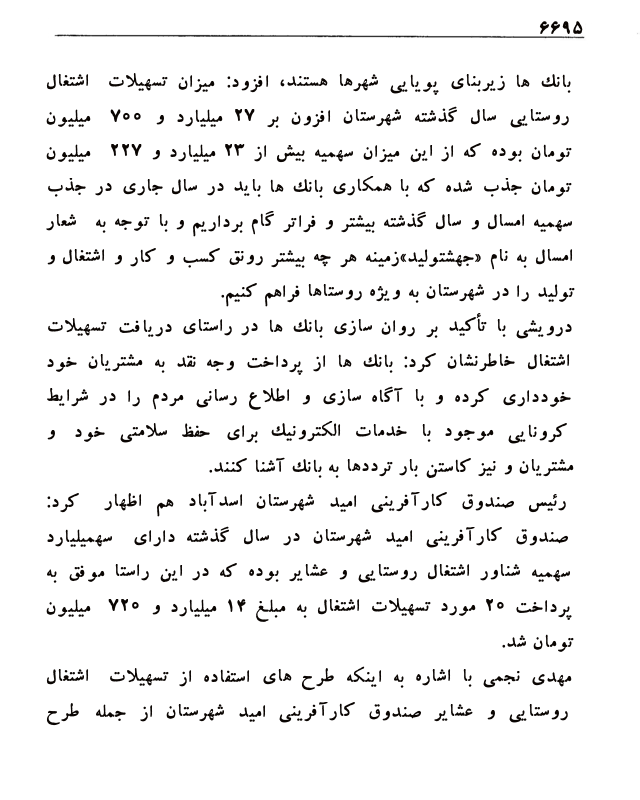 ۶۶۹۵
بانك ها زیربنای پویایی شهرها هستند، افزود: میزان تسهیلات اشتغال
روستایی سال گذشته شهرستان افزون بر ۲۷ میلیارد و ۷۰۰ میلیون
تومان بوده که از این میزان سهمیه بیش از ۲۳ میلیارد و ۲۲۷ میلیون
تومان جذب شده که با همکاری بانك ها باید در سال جاری در جذب
سهمیه امسال و سال گذشته بیشتر و فراتر گام برداریم و با توجه به شعار
امسال به نام «جهشتولید»زمینه هر چه بیشتر رونق کسب و کار و اشتغال و
تولید را در شهرستان به ویژه روستاها فراهم کنیم.
درویشی با تأکید بر روان سازی بانك ها در راستای دریافت تسهیلات
اشتغال خاطرنشان کرد: بانك ها از پرداخت وجه نقد به مشتریان خود
خودداری کرده و با آگاه سازی و اطلاع رسانی مردم را در شرایط
کرونایی موجود با خدمات الکترونیك برای حفظ سلامتی خود و
مشتریان و نیز کاستن بار ترددها به بانك آشنا کنند.
رئیس صندوق کارآفرینی امید شهرستان اسدآباد هم اظهار کرد:
صندوق کارآفرینی امید شهرستان در سال گذشته دارای سهمیلیارد
سهمیه شناور اشتغال روستایی و عشایر بوده که در این راستا موفق به
پرداخت ۲۰ مورد تسهیلات اشتغال به مبلغ ۱۴ میلیارد و ۷۲۰ میلیون
تومان شد.
مهدی نجمی با اشاره به اینکه طرح های استفاده از تسهیلات اشتغال
روستایی و عشایر صندوق کارآفرینی امید شهرستان از جمله طرح